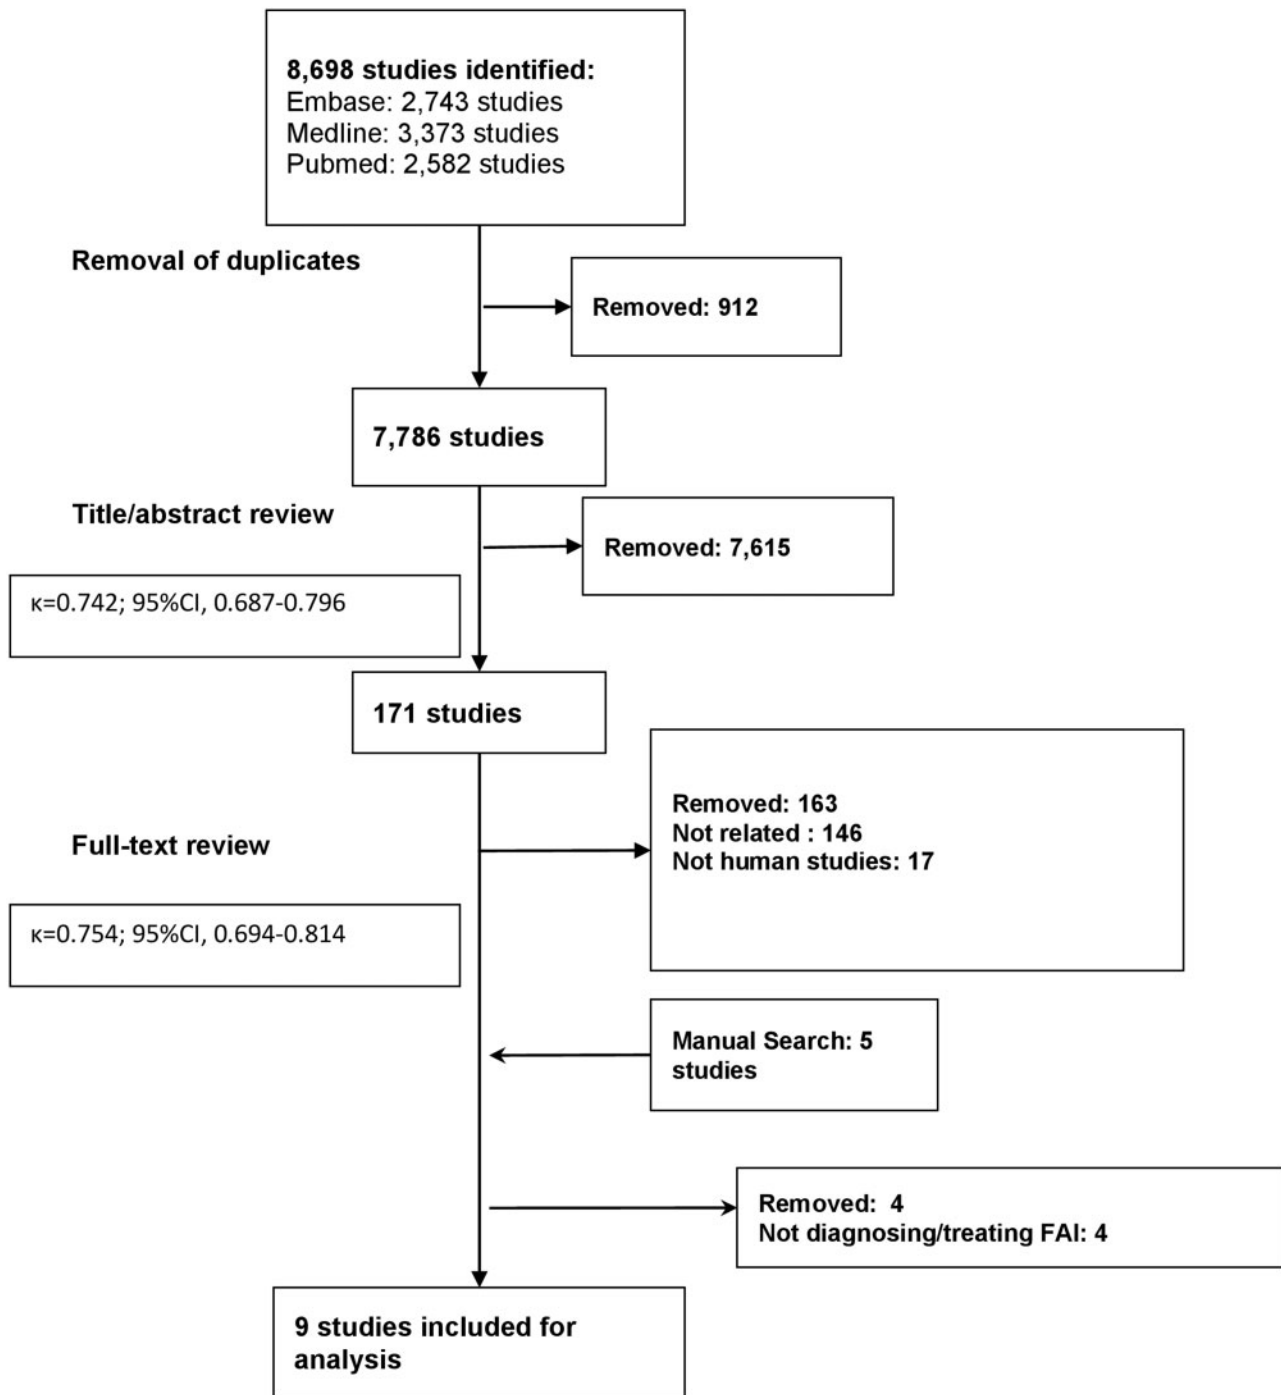 8,698 studies identified:
Embase: 2,743 studies
Medline: 3,373 studies
Pubmed: 2,582 studies
Removal of duplicates
Removed: 912
7,786 studies
Title/abstract review
Removed: 7,615
κ=0.742; 95%CI, 0.687-0.796
171 studies
Removed: 163
Not related : 146
Not human studies: 17
Full-text review
κ=0.754; 95%CI, 0.694-0.814
Manual Search: 5
studies
Removed:  4
Not diagnosing/treating FAI: 4
9 studies included for
analysis